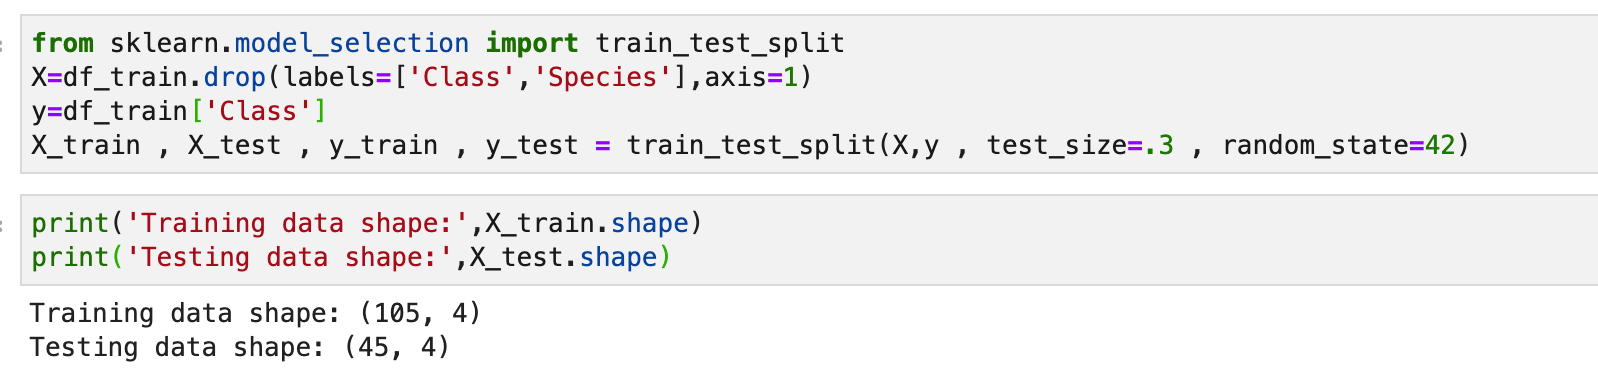 from sklearn.model_selection import train_test_split
X=df_train.drop(labels=['Class','Species'],axis=1)
y=df_train['Class']
X_train , X_test , y_train , y_test = train_test_split(X,y , test_size=.3 , random_state=42)
print('Training data shape:',X_train.shape)
print('Testing data shape:',X_test.shape)
Training data shape: (105, 4)
Testing data shape: (45, 4)